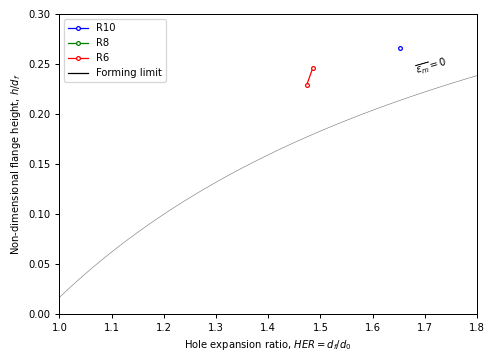 0.30
0.25
0.20
0.15
0.10
0.05
0.00
Non-dimensional flange height, h/d_f
R10
R8
R6
Forming limit
ε_m = 0
1.0 1.1 1.2 1.3 1.4 1.5 1.6 1.7 1.8
Hole expansion ratio, HER = d_f/d_0